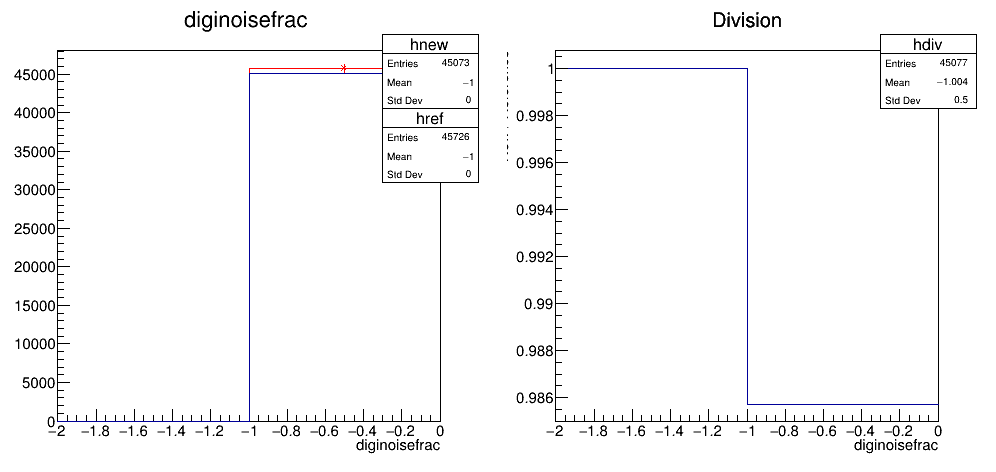 diginoisefrac
hnew
Entries 45073
Mean −1
Std Dev 0
href
Entries 45726
Mean −1
Std Dev 0
45000
40000
35000
30000
25000
20000
15000
10000
5000
0
−2 −1.8 −1.6 −1.4 −1.2 −1 −0.8 −0.6 −0.4 −0.2 0
diginoisefrac
Division
hdiv
Entries 45077
Mean −1.004
Std Dev 0.5
1
0.998
0.996
0.994
0.992
0.99
0.988
0.986
−2 −1.8 −1.6 −1.4 −1.2 −1 −0.8 −0.6 −0.4 −0.2 0
diginoisefrac